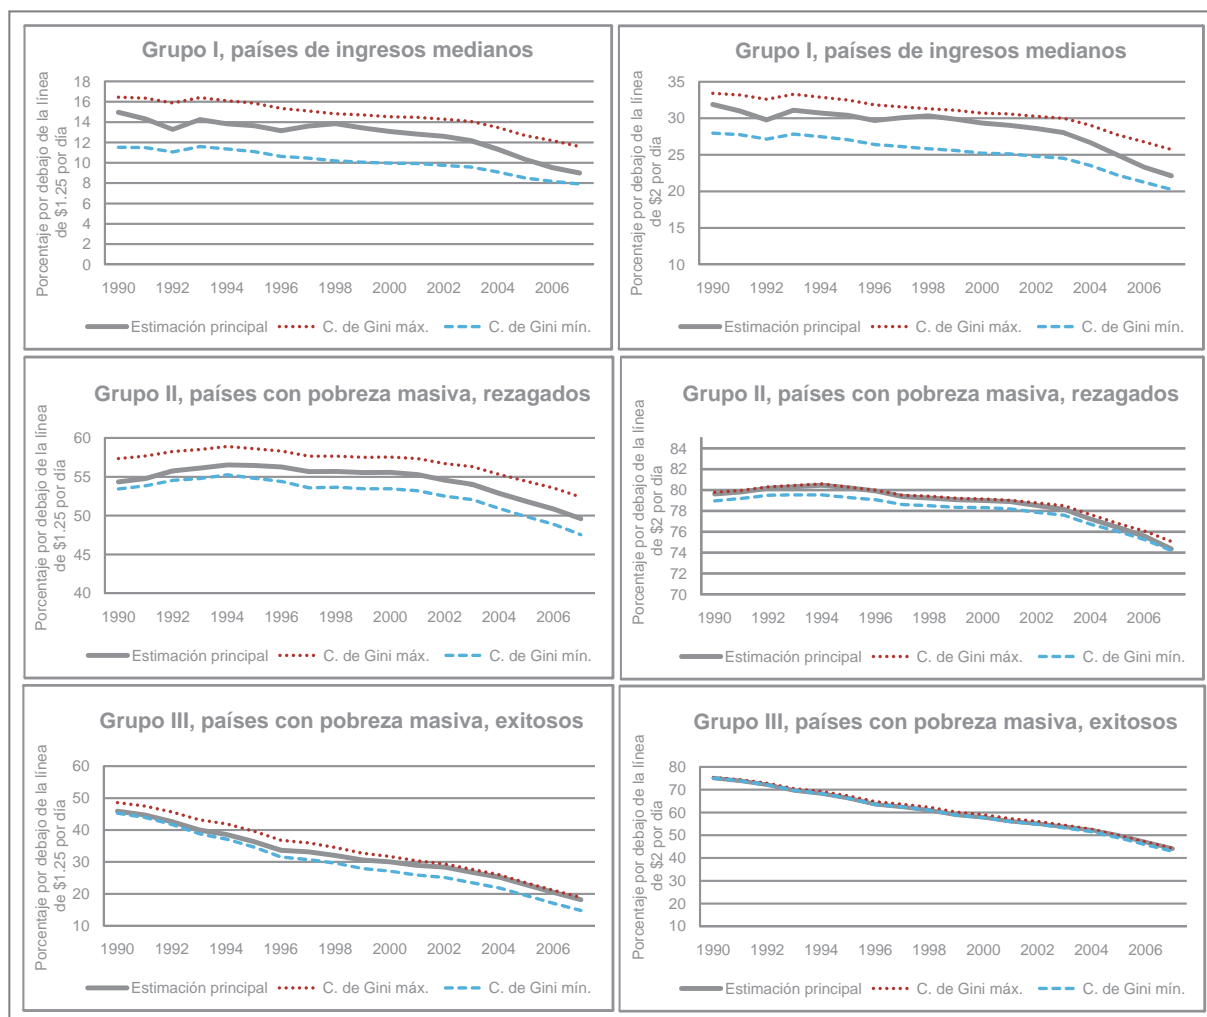 Grupo I, países de ingresos medianos
Porcentaje por debajo de la línea
de $1.25 por día
18
16
14
12
10
8
6
4
2
0
1990 1992 1994 1996 1998 2000 2002 2004 2006
Estimación principal C. de Gini máx. C. de Gini mín.
Grupo I, países de ingresos medianos
Porcentaje por debajo de la línea
de $2 por día
35
30
25
20
15
10
1990 1992 1994 1996 1998 2000 2002 2004 2006
Estimación principal C. de Gini máx. C. de Gini mín.
Grupo II, países con pobreza masiva, rezagados
Porcentaje por debajo de la línea
de $1.25 por día
60
55
50
45
40
1990 1992 1994 1996 1998 2000 2002 2004 2006
Estimación principal C. de Gini máx. C. de Gini mín.
Grupo II, países con pobreza masiva, rezagados
Porcentaje por debajo de la línea
de $2 por día
84
82
80
78
76
74
72
70
1990 1992 1994 1996 1998 2000 2002 2004 2006
Estimación principal C. de Gini máx. C. de Gini mín.
Grupo III, países con pobreza masiva, exitosos
Porcentaje por debajo de la línea
de $1.25 por día
60
50
40
30
20
10
1990 1992 1994 1996 1998 2000 2002 2004 2006
Estimación principal C. de Gini máx. C. de Gini mín.
Grupo III, países con pobreza masiva, exitosos
Porcentaje por debajo de la línea
de $2 por día
80
70
60
50
40
30
20
10
1990 1992 1994 1996 1998 2000 2002 2004 2006
Estimación principal C. de Gini máx. C. de Gini mín.